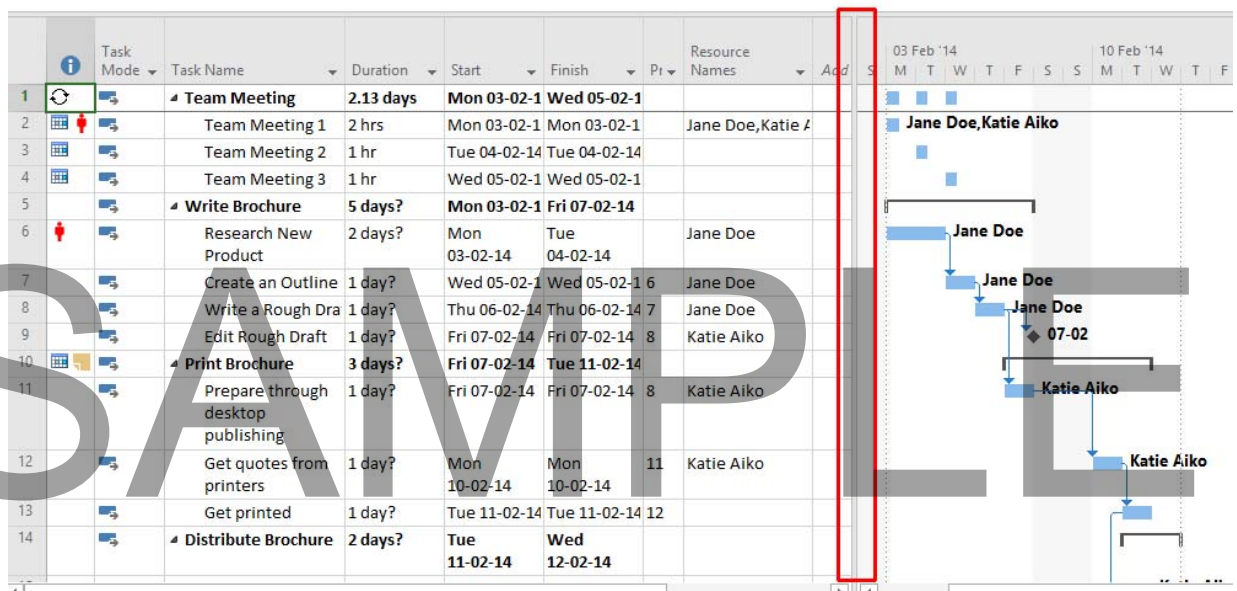 03 Feb '14 10 Feb '14
Task Mode Task Name Duration Start Finish Resource Names Add S M T W T F S S M T W T F
1 Team Meeting 2.13 days Mon 03-02-1 Wed 05-02-1
2 Team Meeting 1 2 hrs Mon 03-02-1 Mon 03-02-1 Jane Doe,Katie A Jane Doe,Katie Aiko
3 Team Meeting 2 1 hr Tue 04-02-14 Tue 04-02-14
4 Team Meeting 3 1 hr Wed 05-02-1 Wed 05-02-1
5 Write Brochure 5 days? Mon 03-02-1 Fri 07-02-14
6 Research New 2 days? Mon Tue Jane Doe Jane Doe
Product 03-02-14 04-02-14
7 Create an Outline 1 day? Wed 05-02-1 Wed 05-02-1 6 Jane Doe Jane Doe
8 Write a Rough Dra 1 day? Thu 06-02-14 Thu 06-02-14 7 Jane Doe Jane Doe
9 Edit Rough Draft 1 day? Fri 07-02-14 Fri 07-02-14 8 Katie Aiko 07-02
10 Print Brochure 3 days? Fri 07-02-14 Tue 11-02-14
11 Prepare through 1 day? Fri 07-02-14 Fri 07-02-14 8 Katie Aiko Katie Aiko
desktop
publishing
12 Get quotes from 1 day? Mon Mon 11 Katie Aiko Katie Aiko
printers 10-02-14 10-02-14
13 Get printed 1 day? Tue 11-02-14 Tue 11-02-14 12
14 Distribute Brochure 2 days? Tue Wed
11-02-14 12-02-14
SAMPLE